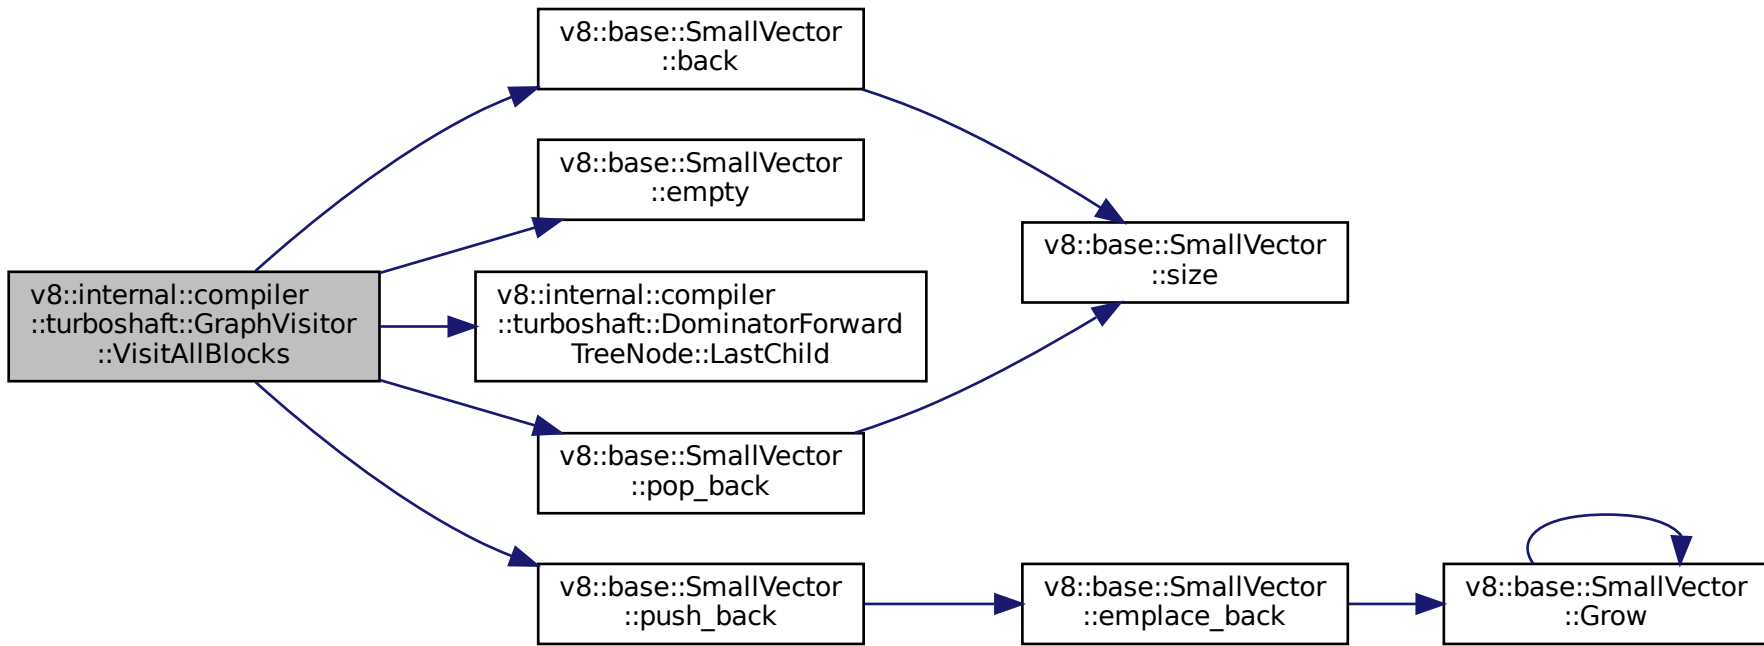 v8::base::SmallVector
::back
v8::base::SmallVector
::empty
v8::internal::compiler
::turboshaft::GraphVisitor
::VisitAllBlocks
v8::internal::compiler
::turboshaft::DominatorForward
TreeNode::LastChild
v8::base::SmallVector
::size
v8::base::SmallVector
::pop_back
v8::base::SmallVector
::push_back
v8::base::SmallVector
::emplace_back
v8::base::SmallVector
::Grow